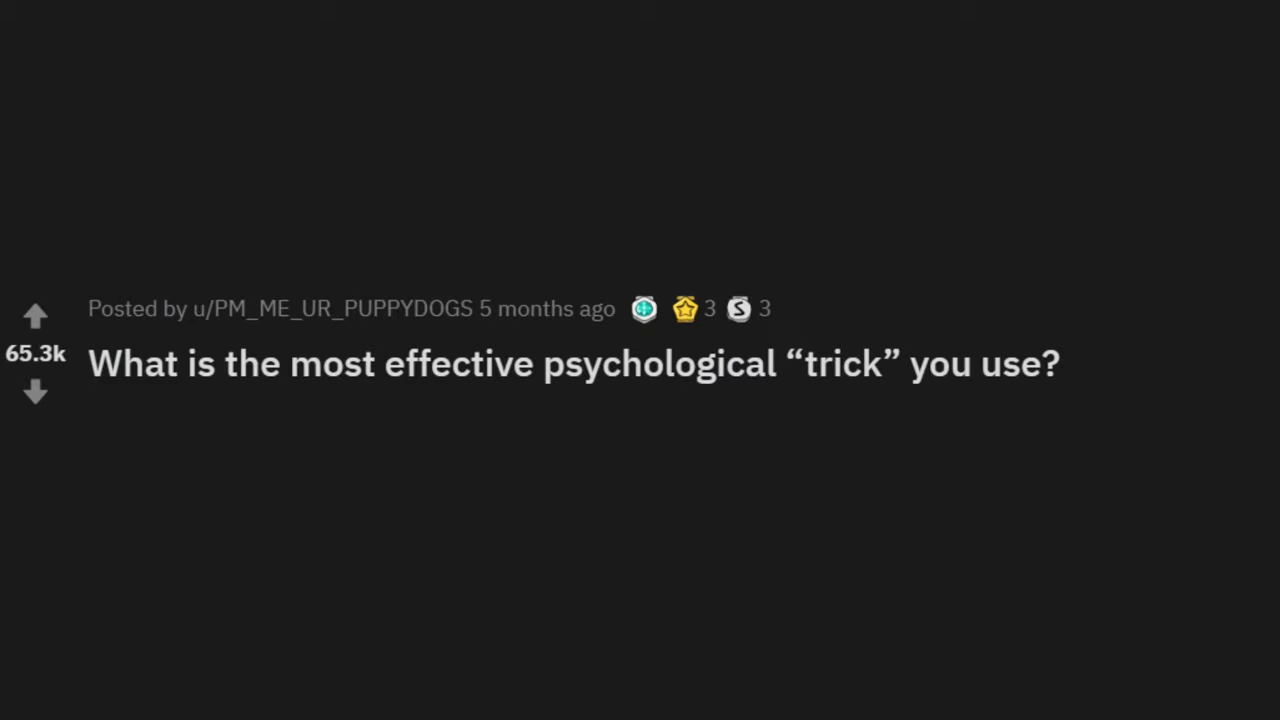 Posted by u/PM_ME_UR_PUPPYDOGS 5 months ago 3 S 3
65.3k
What is the most effective psychological “trick” you use?